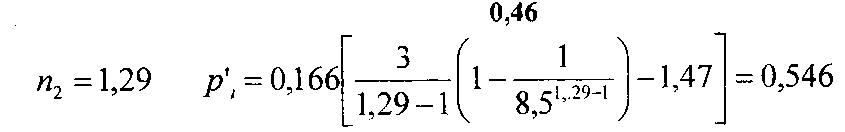 0,46
n₂ = 1,29 p'ᵢ = 0,166[ 3 / (1,29 − 1) ( 1 − 1 / 8,5^{1,.29−1} ) − 1,47 ] = 0,546